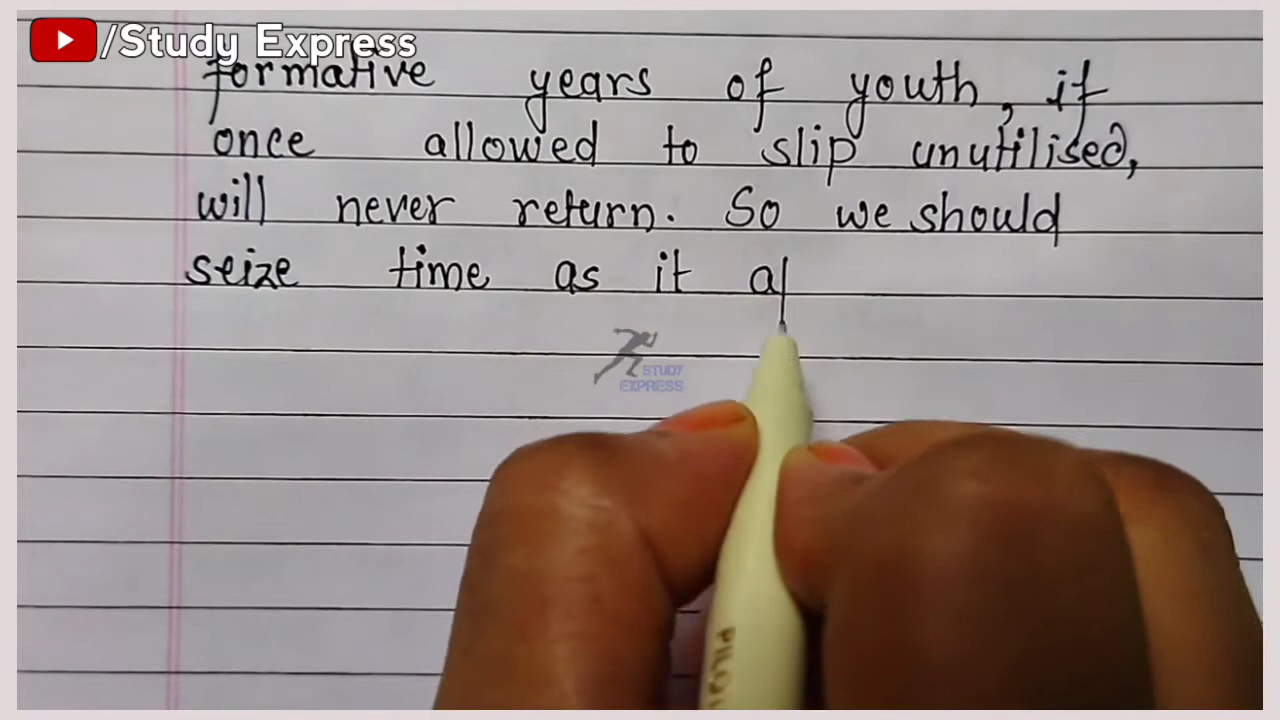 /Study Express
formative years of youth, if
once allowed to slip unutilised,
will never return. So we should
seize time as it a
STUDY
EXPRESS
PILOT